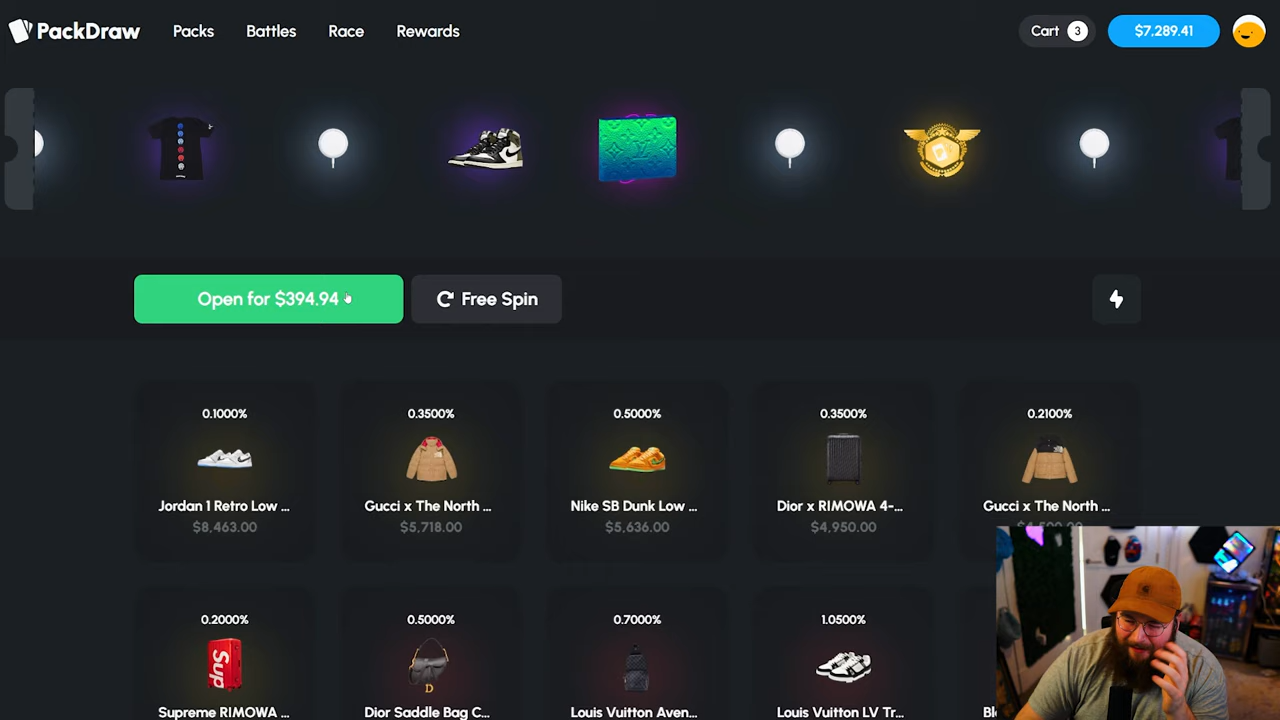 PackDraw Packs Battles Race Rewards Cart 3 $7,289.41
Open for $394.94 Free Spin
0.1000% 0.3500% 0.5000% 0.3500% 0.2100%
Jordan 1 Retro Low ... Gucci x The North ... Nike SB Dunk Low ... Dior x RIMOWA 4-... Gucci x The North ...
$8,463.00 $5,718.00 $5,636.00 $4,950.00
0.2000% 0.5000% 0.7000% 1.0500%
Sup
D
Supreme RIMOWA ... Dior Saddle Bag C... Louis Vuitton Aven... Louis Vuitton LV Tr...